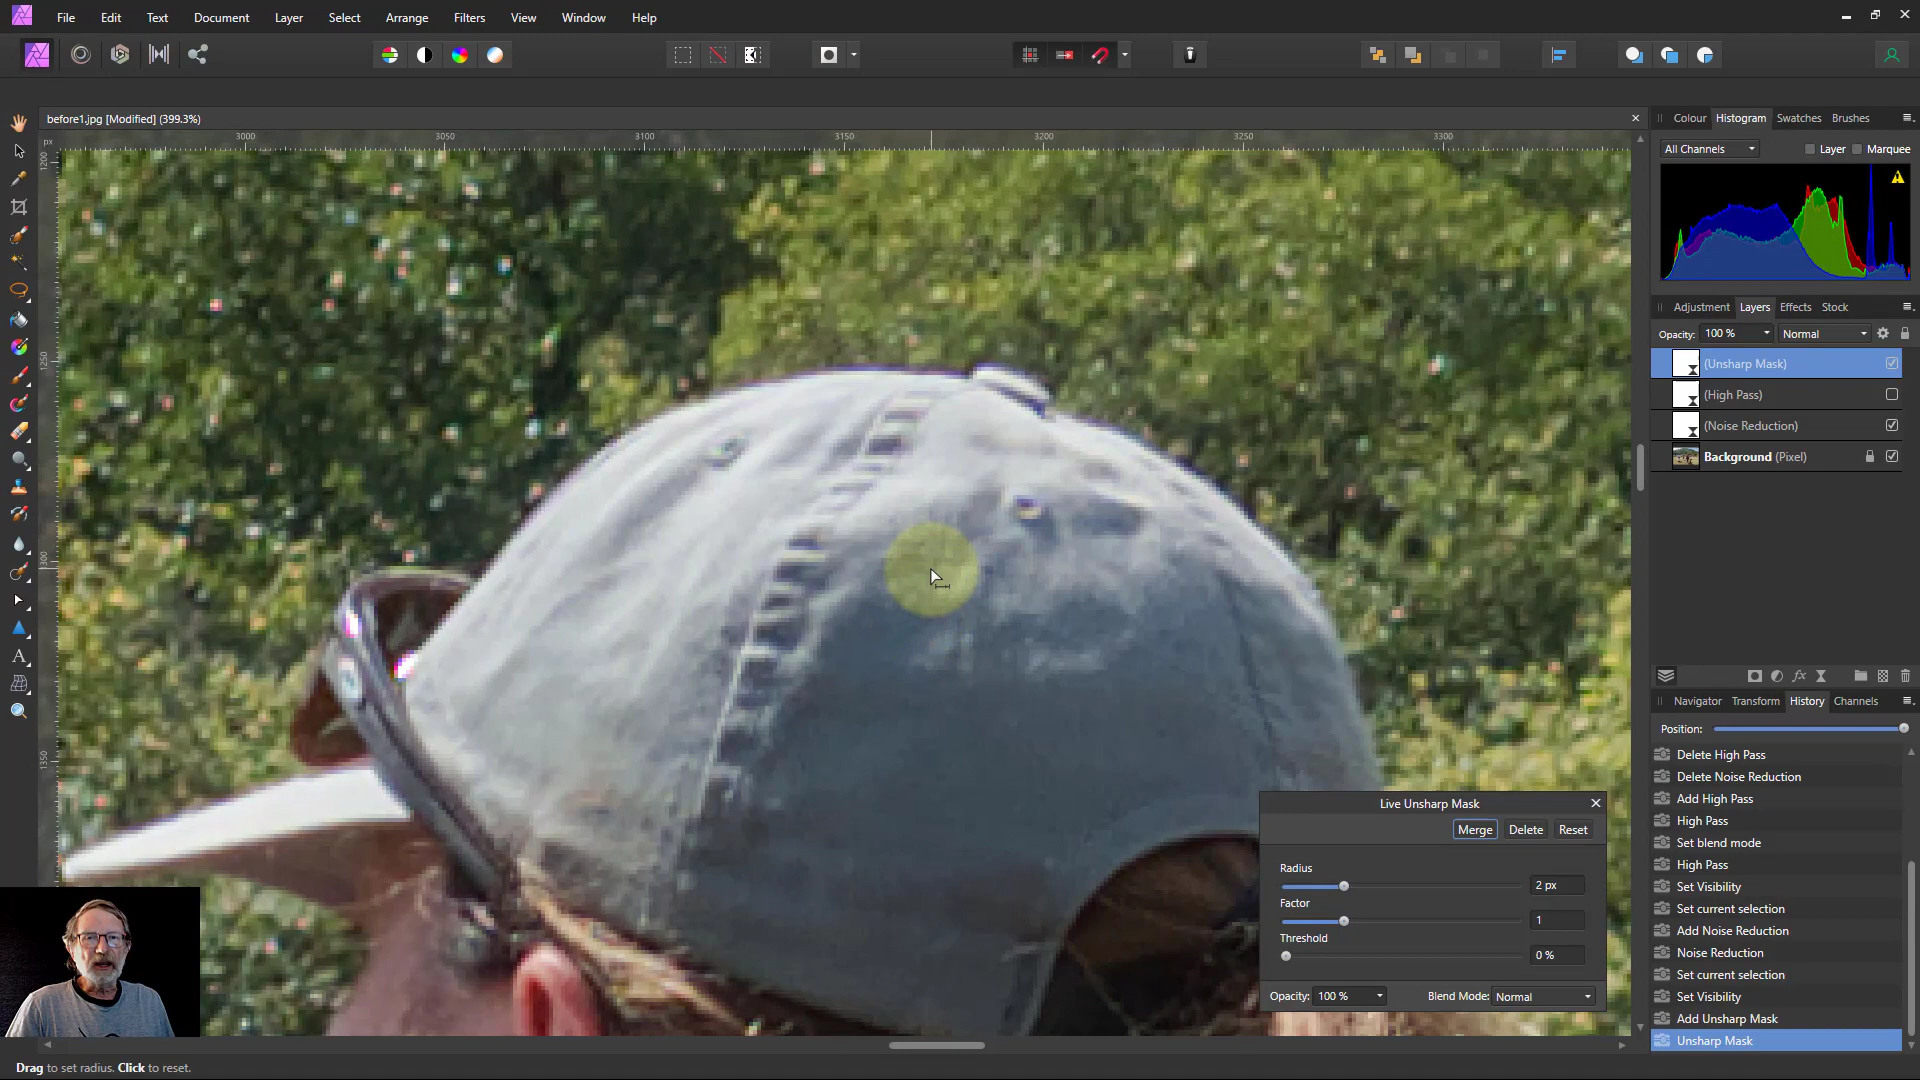 File Edit Text Document Layer Select Arrange Filters View Window Help
before1.jpg [Modified] (399.3%)
px 3000 3050 3100 3150 3200 3250 3300
1200
1250
1300
1350
Colour Histogram Swatches Brushes
All Channels Layer Marquee
Adjustment Layers Effects Stock
Opacity: 100 % Normal
(Unsharp Mask)
(High Pass)
(Noise Reduction)
Background (Pixel)
Navigator Transform History Channels
Position:
Delete High Pass
Delete Noise Reduction
Add High Pass
High Pass
Set blend mode
High Pass
Set Visibility
Set current selection
Add Noise Reduction
Noise Reduction
Set current selection
Set Visibility
Add Unsharp Mask
Unsharp Mask
Live Unsharp Mask
Merge Delete Reset
Radius
2 px
Factor
1
Threshold
0 %
Opacity: 100 % Blend Mode: Normal
Drag to set radius. Click to reset.